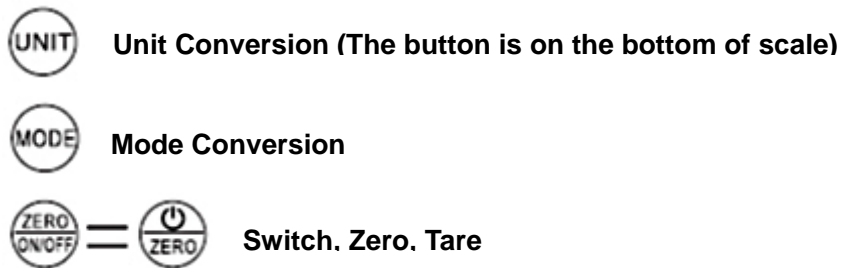 UNIT Unit Conversion (The button is on the bottom of scale)
MODE Mode Conversion
ZERO ON/OFF = ZERO Switch, Zero, Tare